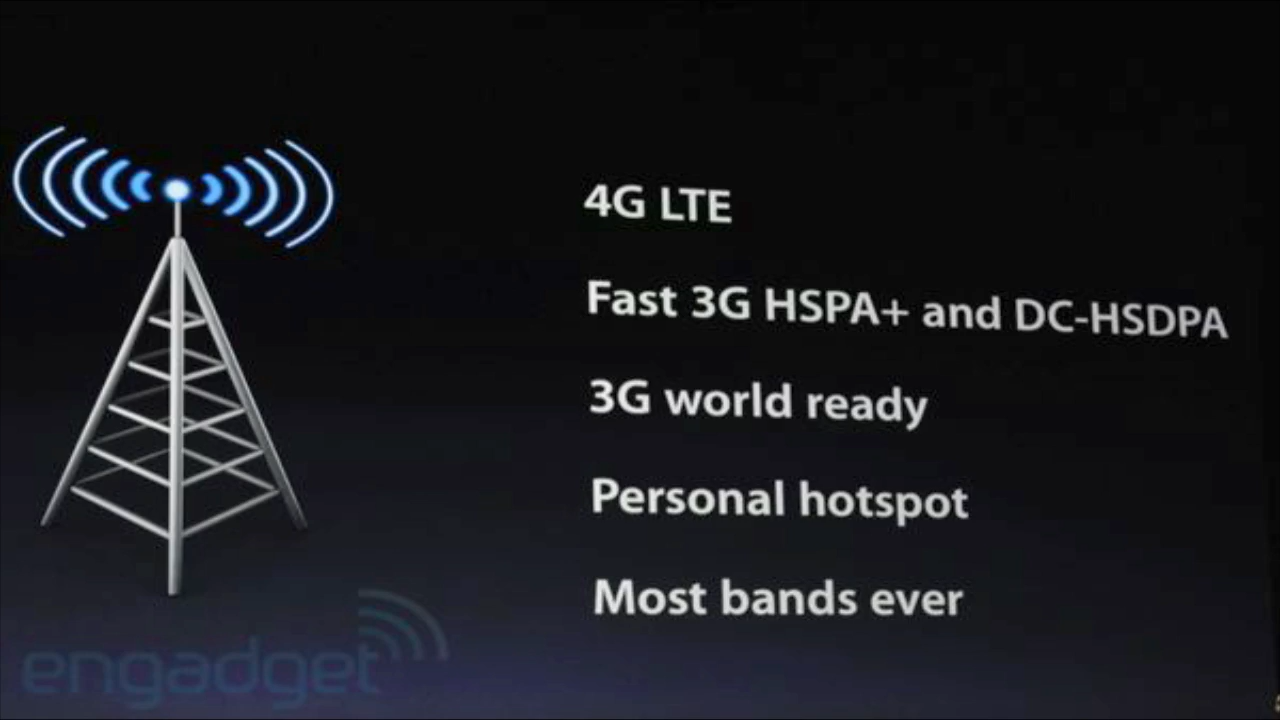 4G LTE
Fast 3G HSPA+ and DC-HSDPA
3G world ready
Personal hotspot
Most bands ever
engadget